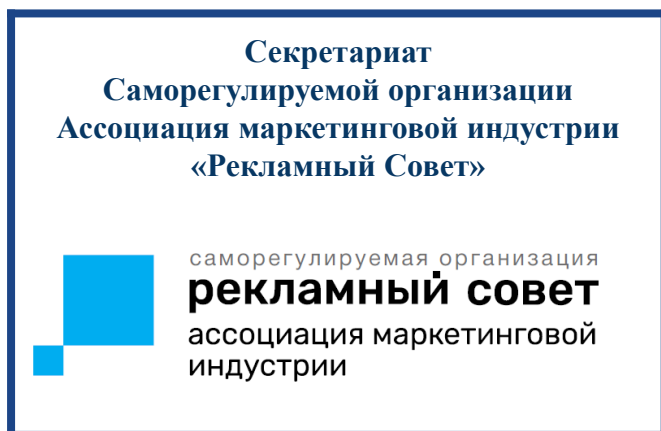 Секретариат
Саморегулируемой организации
Ассоциация маркетинговой индустрии
«Рекламный Совет»
саморегулируемая организация
рекламный совет
ассоциация маркетинговой
индустрии